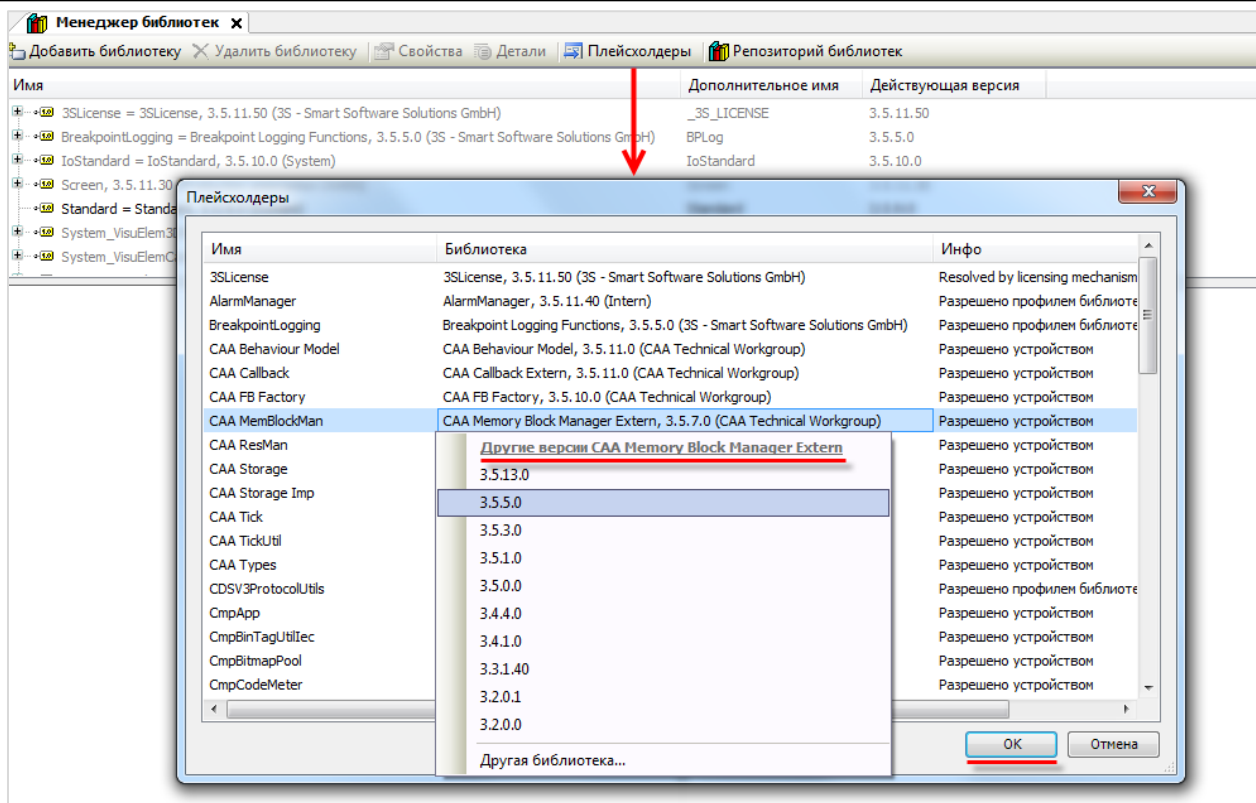 Менеджер библиотек x
Добавить библиотеку Удалить библиотеку Свойства Детали Плейсхолдеры Репозиторий библиотек
Имя Дополнительное имя Действующая версия
3SLicense = 3SLicense, 3.5.11.50 (3S - Smart Software Solutions GmbH) _3S_LICENSE 3.5.11.50
BreakpointLogging = Breakpoint Logging Functions, 3.5.5.0 (3S - Smart Software Solutions GmbH) BPLog 3.5.5.0
IoStandard = IoStandard, 3.5.10.0 (System) IoStandard 3.5.10.0
Screen, 3.5.11.30
Standard = Standa
System_VisuElem3D
System_VisuElemC
Плейсхолдеры
Имя Библиотека Инфо
3SLicense 3SLicense, 3.5.11.50 (3S - Smart Software Solutions GmbH) Resolved by licensing mechanism
AlarmManager AlarmManager, 3.5.11.40 (Intern) Разрешено профилем библиоте
BreakpointLogging Breakpoint Logging Functions, 3.5.5.0 (3S - Smart Software Solutions GmbH) Разрешено профилем библиоте
CAA Behaviour Model CAA Behaviour Model, 3.5.11.0 (CAA Technical Workgroup) Разрешено устройством
CAA Callback CAA Callback Extern, 3.5.11.0 (CAA Technical Workgroup) Разрешено устройством
CAA FB Factory CAA FB Factory, 3.5.10.0 (CAA Technical Workgroup) Разрешено устройством
CAA MemBlockMan CAA Memory Block Manager Extern, 3.5.7.0 (CAA Technical Workgroup) Разрешено устройством
CAA ResMan Разрешено устройством
CAA Storage Разрешено устройством
CAA Storage Imp Разрешено устройством
CAA Tick Разрешено устройством
CAA TickUtil Разрешено устройством
CAA Types Разрешено устройством
CDSV3ProtocolUtils Разрешено профилем библиоте
CmpApp Разрешено устройством
CmpBinTagUtilIec Разрешено устройством
CmpBitmapPool Разрешено устройством
CmpCodeMeter Разрешено устройством
Другие версии CAA Memory Block Manager Extern
3.5.13.0
3.5.5.0
3.5.3.0
3.5.1.0
3.5.0.0
3.4.4.0
3.4.1.0
3.3.1.40
3.2.0.1
3.2.0.0
Другая библиотека...
OK Отмена